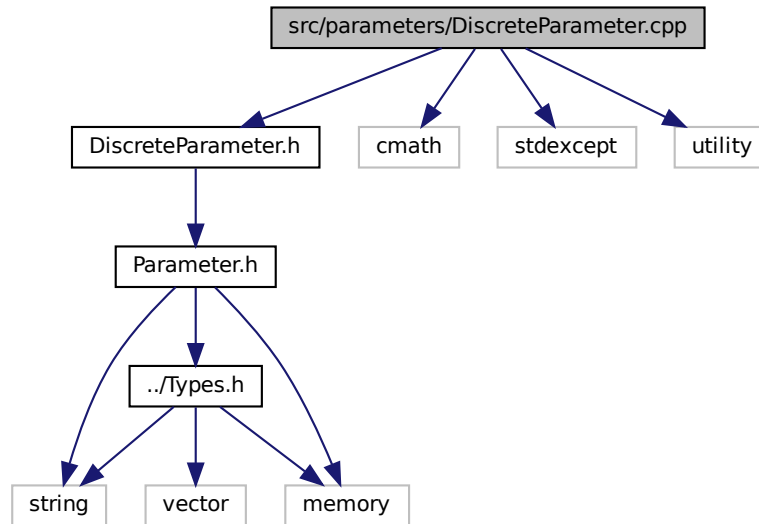 src/parameters/DiscreteParameter.cpp
DiscreteParameter.h
cmath
stdexcept
utility
Parameter.h
../Types.h
string
vector
memory